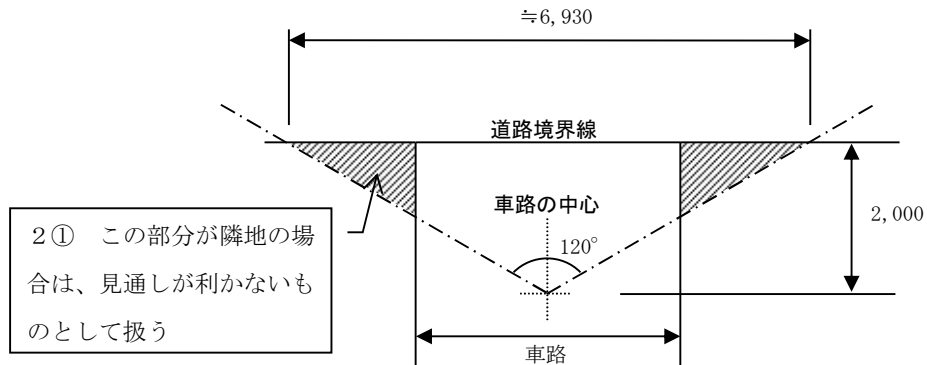 ≒6,930
道路境界線
車路の中心
120°
2,000
2① この部分が隣地の場
合は、見通しが利かないも
のとして扱う
車路